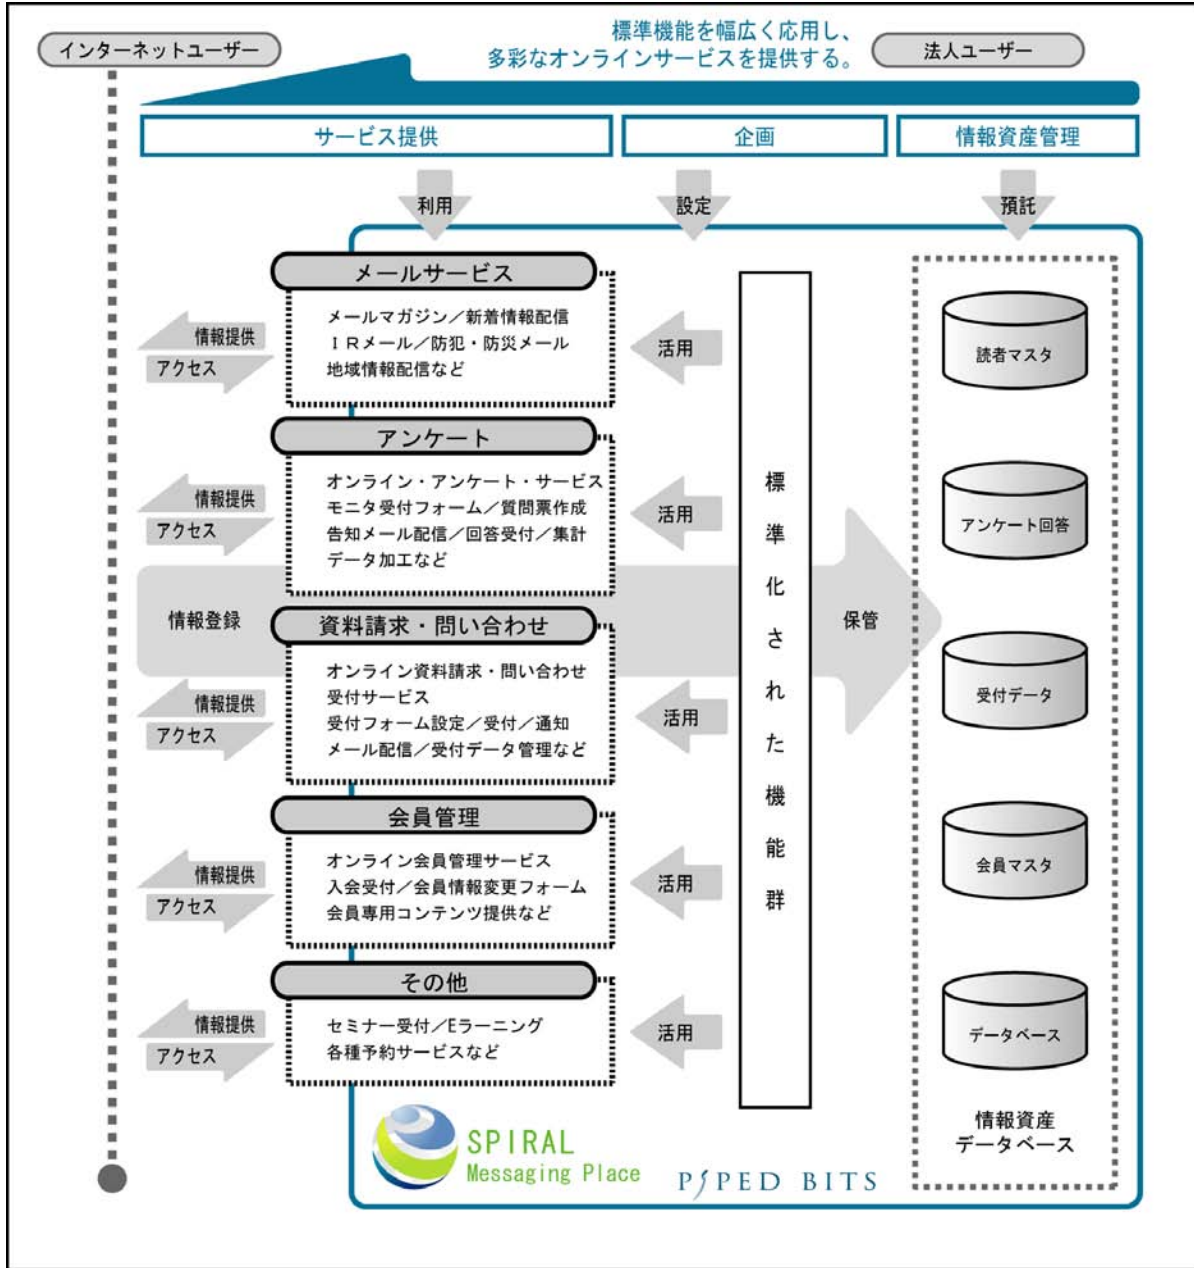 標準機能を幅広く応用し、
多彩なオンラインサービスを提供する。
インターネットユーザー
法人ユーザー
サービス提供
企画
情報資産管理
利用
設定
預託
メールサービス
メールマガジン／新着情報配信
ＩＲメール／防犯・防災メール
地域情報配信など
情報提供
アクセス
活用
読者マスタ
アンケート
オンライン・アンケート・サービス
モニタ受付フォーム／質問票作成
告知メール配信／回答受付／集計
データ加工など
情報提供
アクセス
活用
アンケート回答
標準化された機能群
情報登録
保管
資料請求・問い合わせ
オンライン資料請求・問い合わせ
受付サービス
受付フォーム設定／受付／通知
メール配信／受付データ管理など
情報提供
アクセス
活用
受付データ
会員管理
オンライン会員管理サービス
入会受付／会員情報変更フォーム
会員専用コンテンツ提供など
情報提供
アクセス
活用
会員マスタ
その他
セミナー受付／Eラーニング
各種予約サービスなど
情報提供
アクセス
活用
データベース
情報資産
データベース
SPIRAL
Messaging Place
PIPED BITS